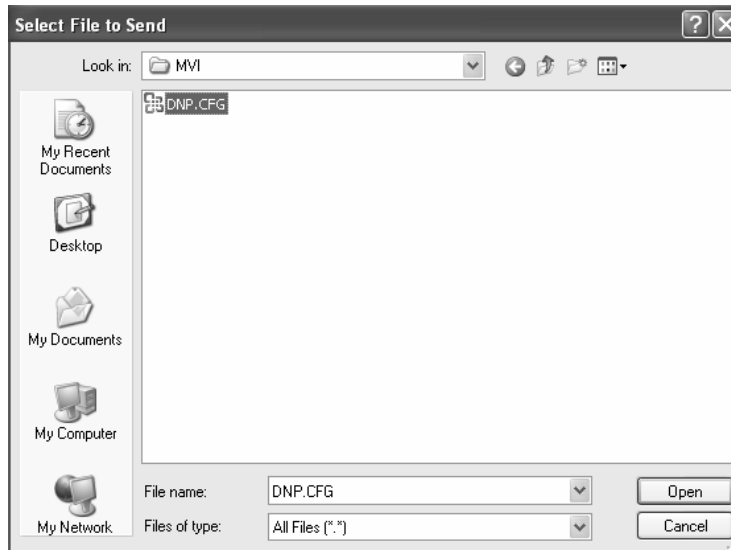 Select File to Send
Look in: MVI
DNP.CFG
My Recent
Documents
Desktop
My Documents
My Computer
My Network
File name: DNP.CFG Open
Files of type: All Files (*.*) Cancel